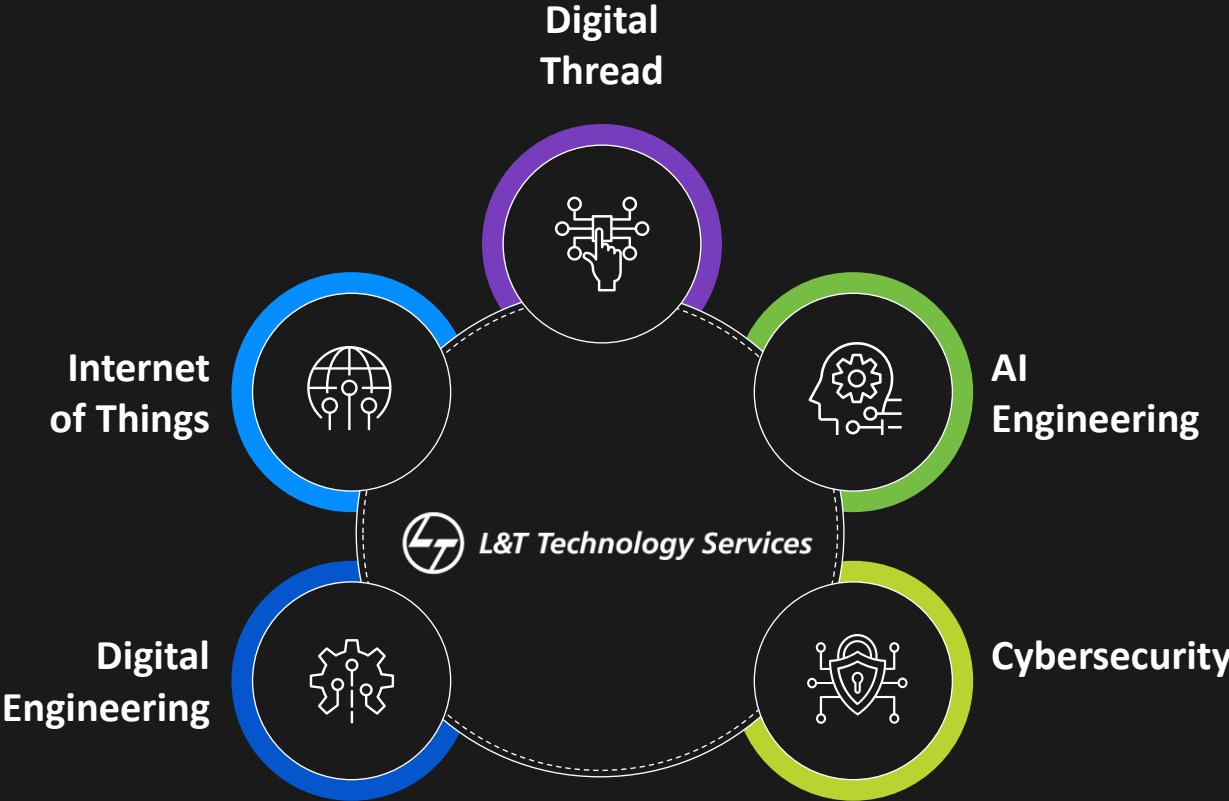 Digital
Thread
Internet
of Things
AI
Engineering
L&T Technology Services
Digital
Engineering
Cybersecurity